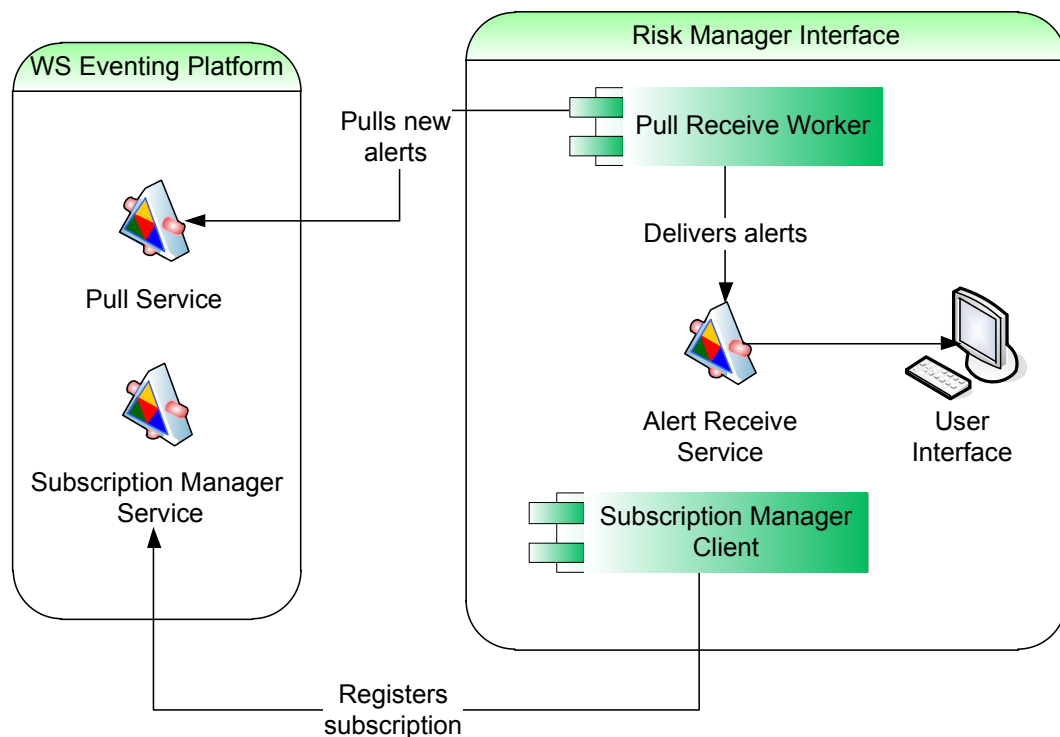 WS Eventing Platform
Risk Manager Interface
Pulls new
alerts
Pull Receive Worker
Pull Service
Delivers alerts
Alert Receive
Service
User
Interface
Subscription Manager
Service
Subscription Manager
Client
Registers
subscription